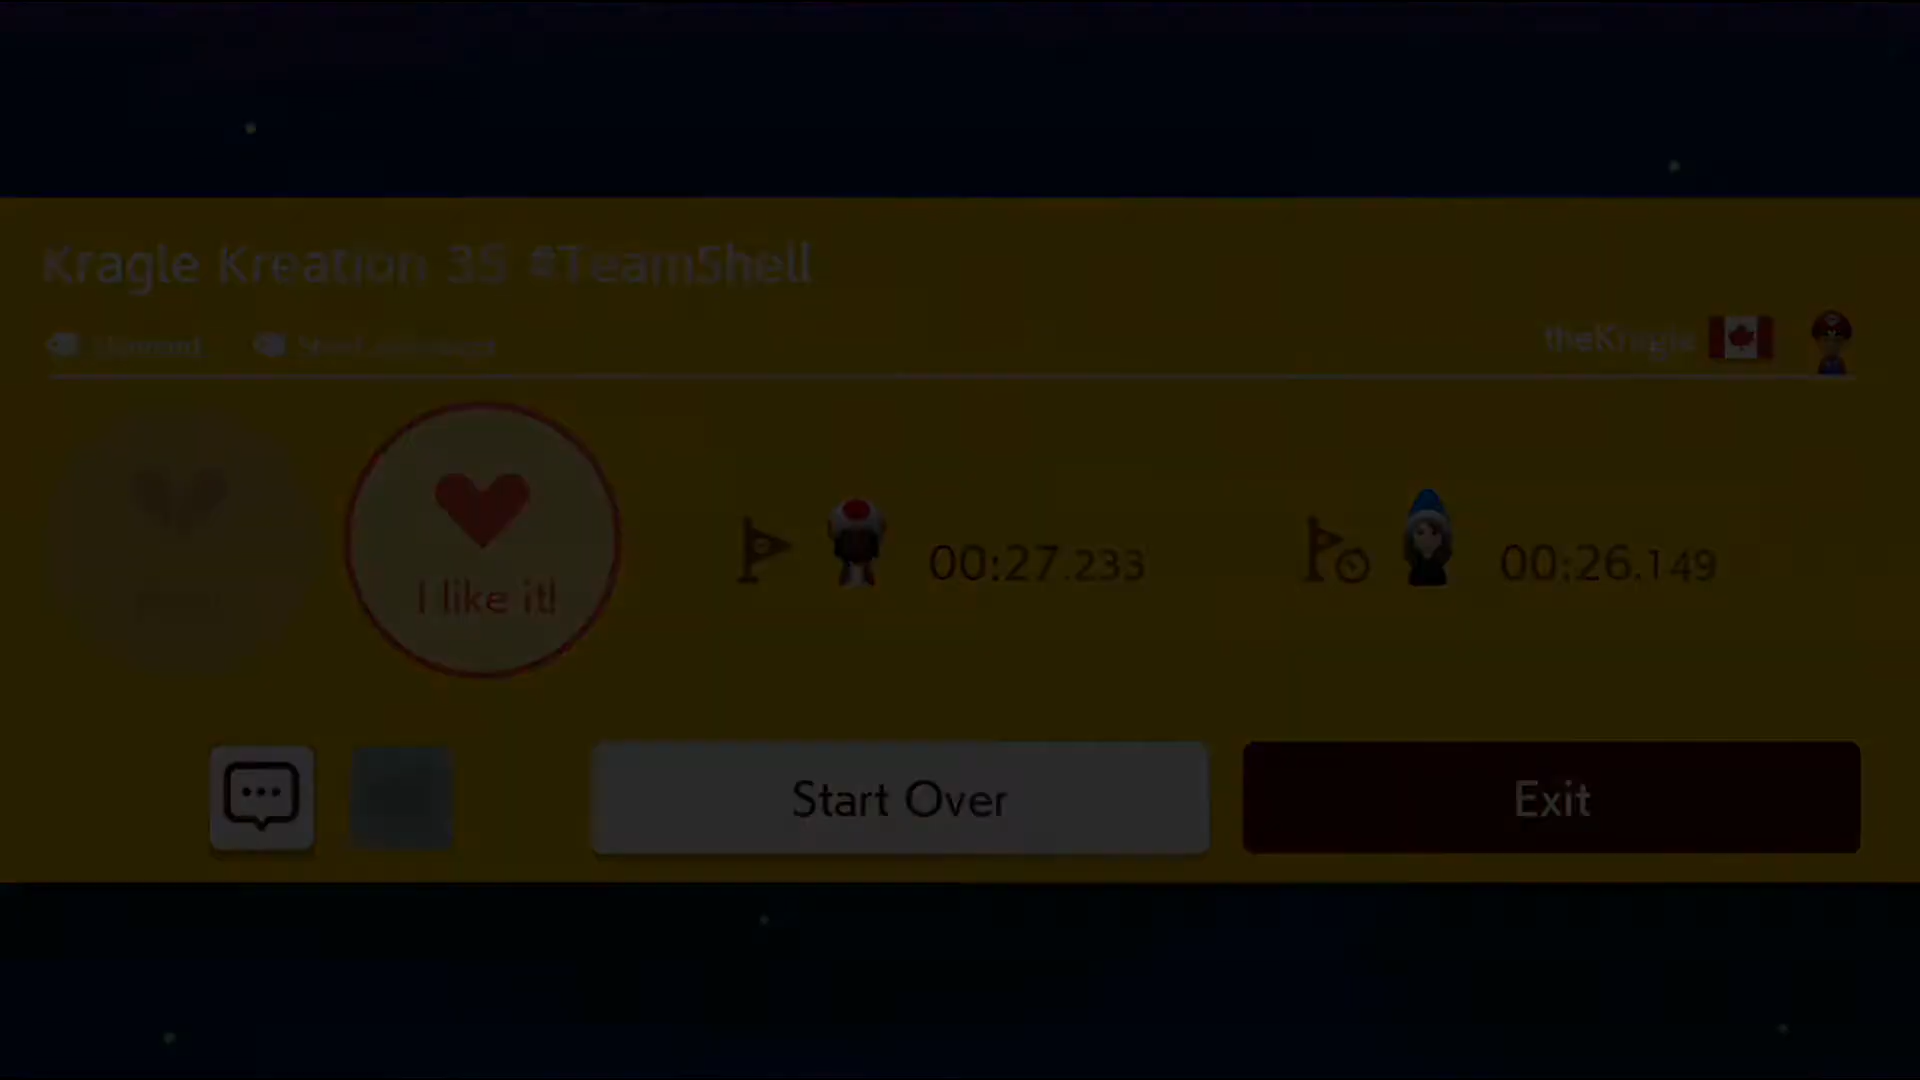 Kragle Kreation 35 #TeamShell
theKragle
I like it!
00:27.233
00:26.149
Start Over
Exit